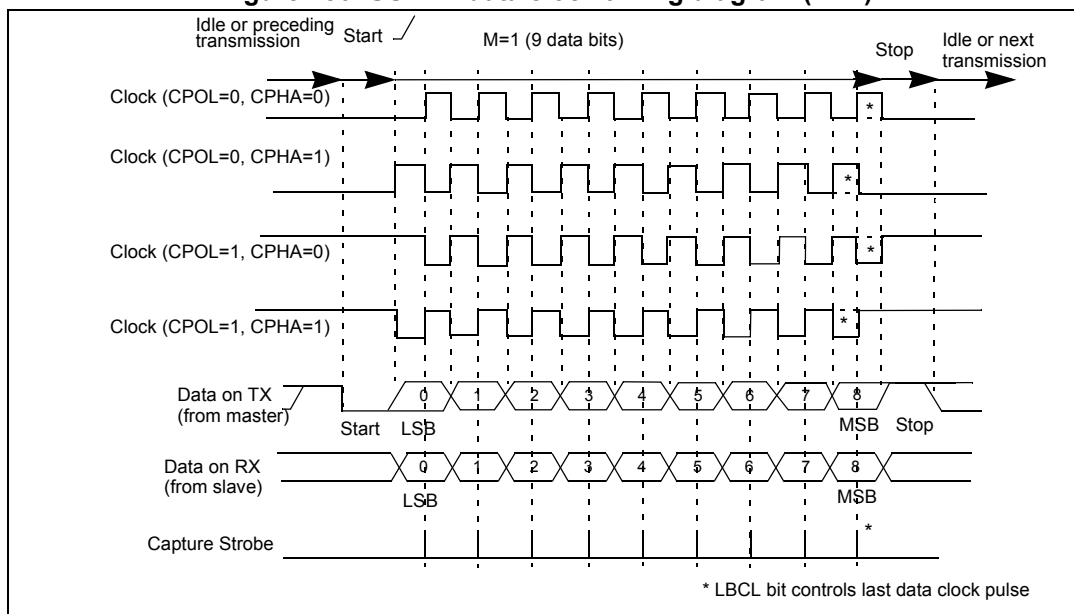 Idle or preceding
transmission
Start
M=1 (9 data bits)
Stop
Idle or next
transmission
Clock (CPOL=0, CPHA=0)
*
Clock (CPOL=0, CPHA=1)
*
Clock (CPOL=1, CPHA=0)
*
Clock (CPOL=1, CPHA=1)
*
Data on TX
(from master)
0 1 2 3 4 5 6 7 8
Start LSB MSB Stop
Data on RX
(from slave)
0 1 2 3 4 5 6 7 8
LSB MSB
Capture Strobe
*
* LBCL bit controls last data clock pulse